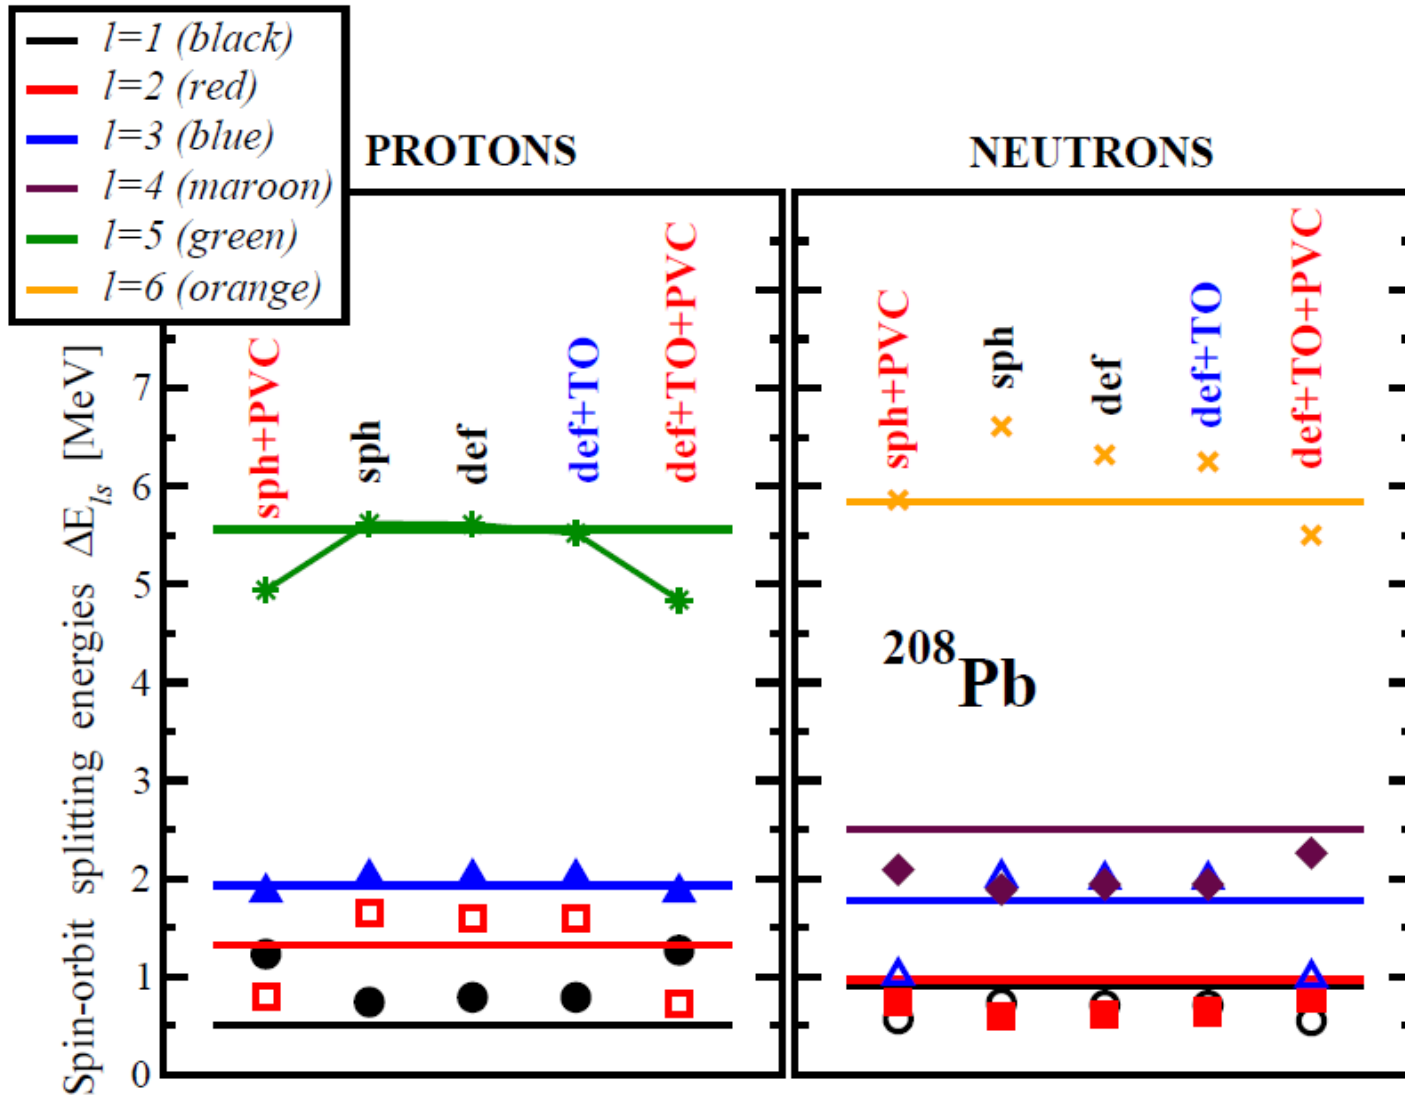 l=1 (black)
l=2 (red)
l=3 (blue)
l=4 (maroon)
l=5 (green)
l=6 (orange)
PROTONS
NEUTRONS
Spin-orbit splitting energies ΔE_ls [MeV]
7
6
5
4
3
2
1
0
sph+PVC
sph
def
def+TO
def+TO+PVC
sph+PVC
sph
def
def+TO
def+TO+PVC
²⁰⁸Pb